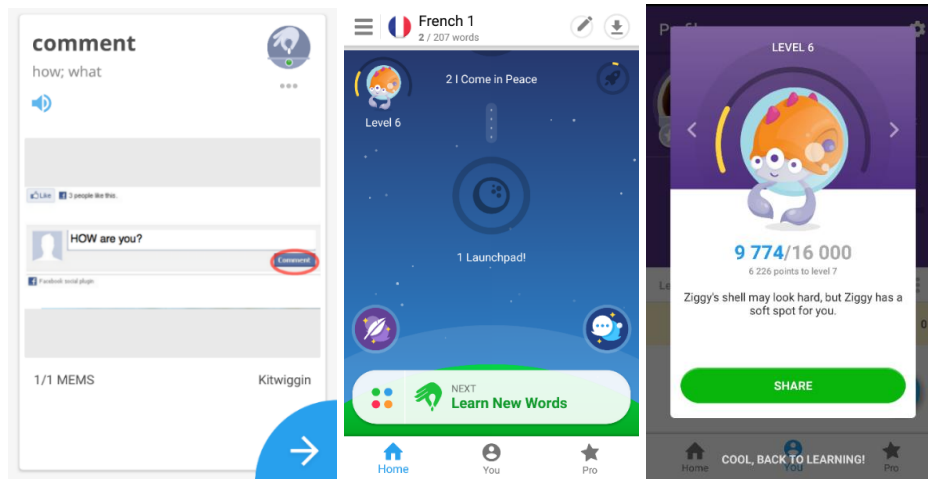 comment
how; what
Like
3 people like this.
HOW are you?
Comment
Facebook social plugin
1/1 MEMS
Kitwiggin
French 1
2 / 207 words
2 I Come in Peace
Level 6
1 Launchpad!
NEXT
Learn New Words
Home
You
Pro
LEVEL 6
9 774/16 000
6 226 points to level 7
Ziggy's shell may look hard, but Ziggy has a
soft spot for you.
SHARE
Home
You
Pro
COOL, BACK TO LEARNING!